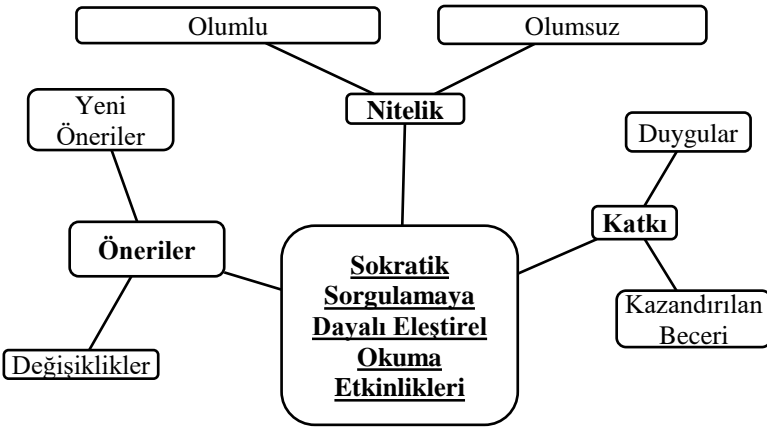 Olumlu
Olumsuz
Nitelik
Yeni
Öneriler
Duygular
Öneriler
Katkı
Sokratik
Sorgulamaya
Dayalı Eleştirel
Okuma
Etkinlikleri
Kazandırılan
Beceri
Değişiklikler